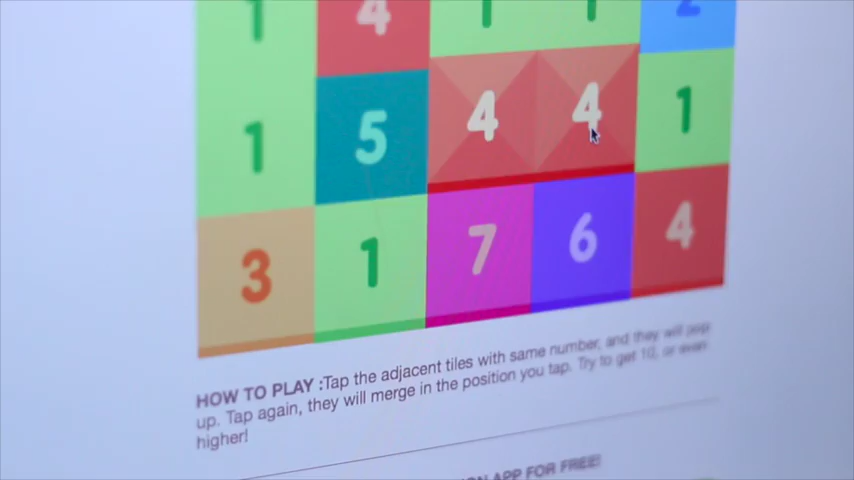 1 4 1 1 2
1 5 4 4 1
3 1 7 6 4
HOW TO PLAY :Tap the adjacent tiles with same number, and they will pop
up. Tap again, they will merge in the position you tap. Try to get 10, or even
higher!
APP FOR FREE!